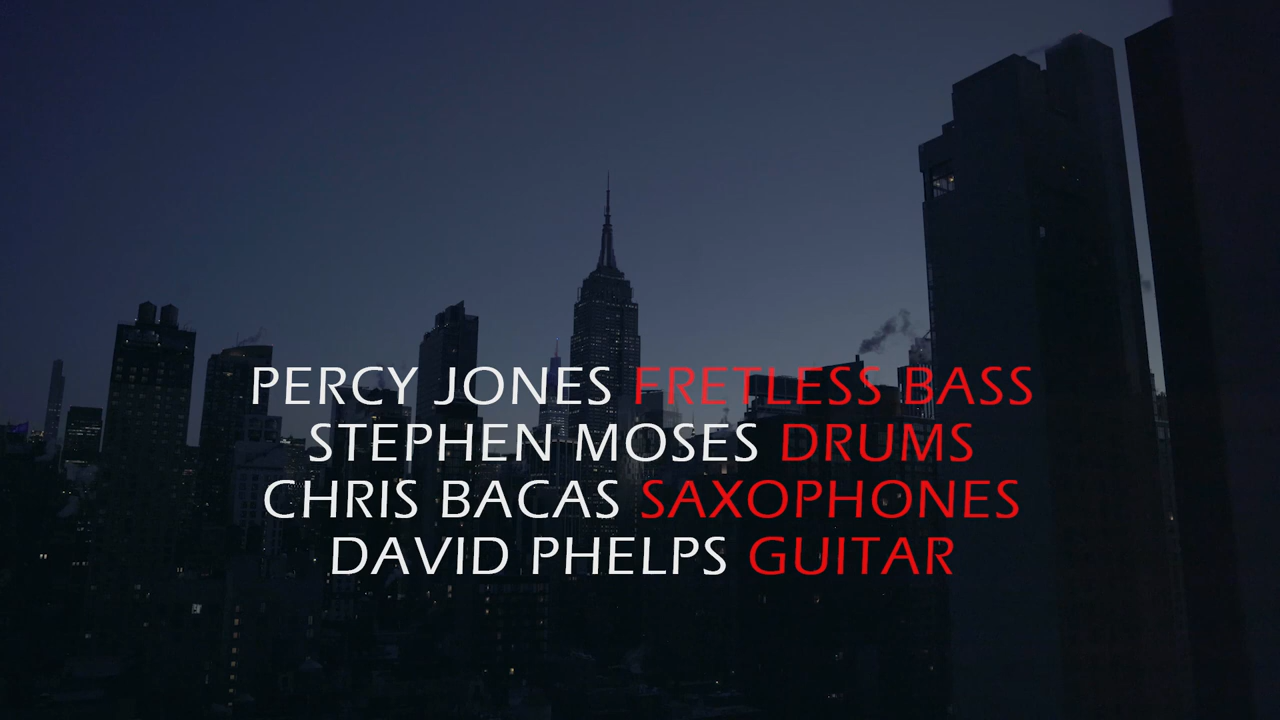 PERCY JONES FRETLESS BASS
STEPHEN MOSES DRUMS
CHRIS BACAS SAXOPHONES
DAVID PHELPS GUITAR